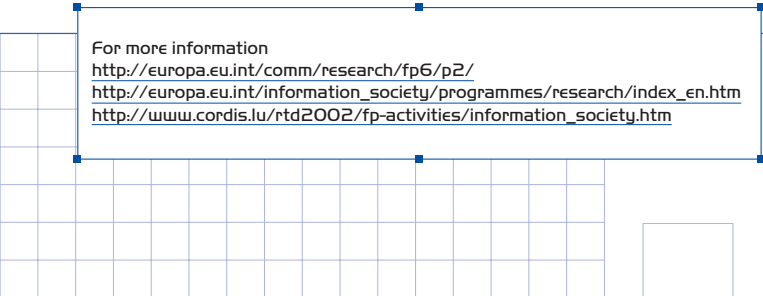 For more information
http://europa.eu.int/comm/research/fp6/p2/
http://europa.eu.int/information_society/programmes/research/index_en.htm
http://www.cordis.lu/rtd2002/fp-activities/information_society.htm